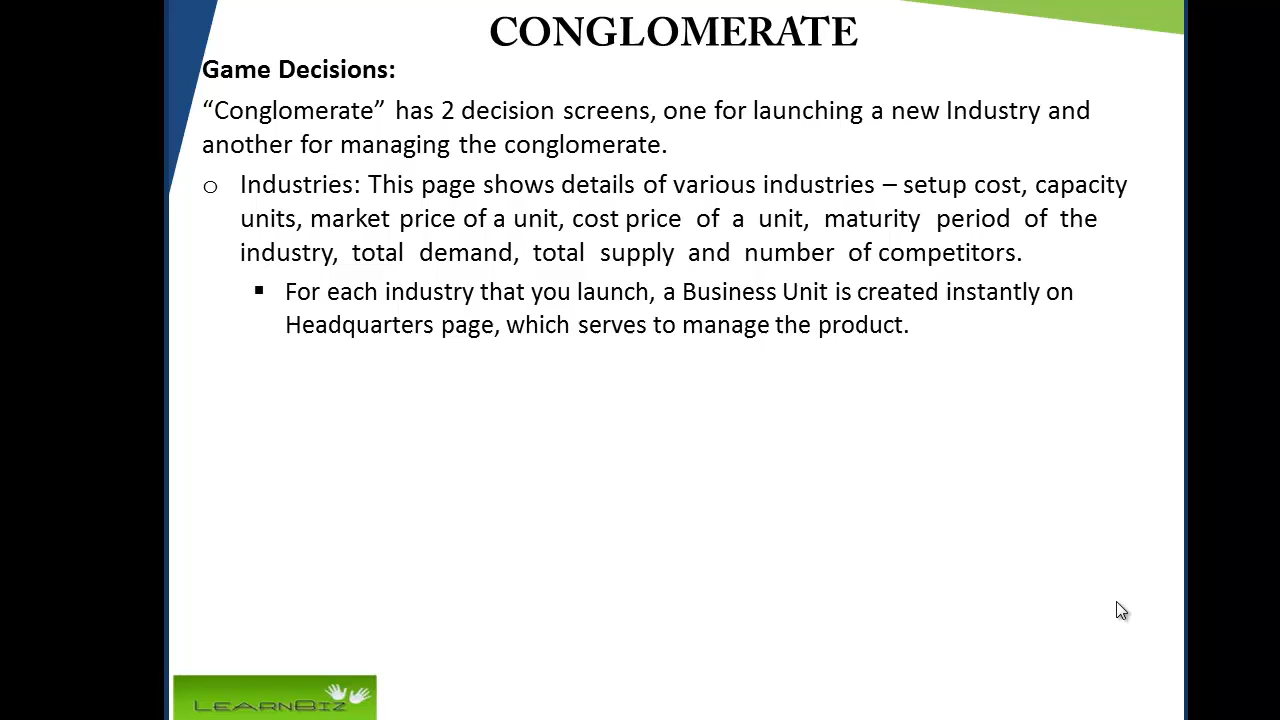 CONGLOMERATE
Game Decisions:
“Conglomerate” has 2 decision screens, one for launching a new Industry and
another for managing the conglomerate.
o Industries: This page shows details of various industries – setup cost, capacity
units, market price of a unit, cost price of a unit, maturity period of the
industry, total demand, total supply and number of competitors.
▪ For each industry that you launch, a Business Unit is created instantly on
Headquarters page, which serves to manage the product.
LEARNBIZ